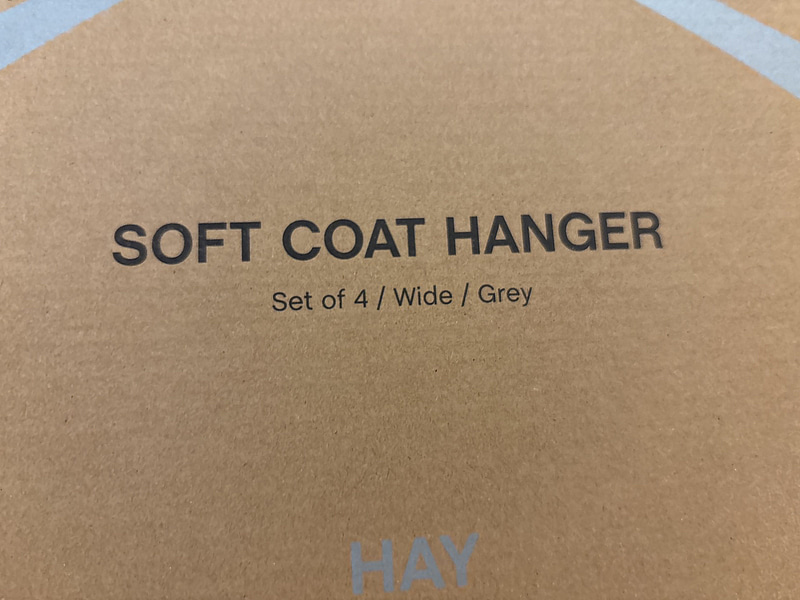 SOFT COAT HANGER
Set of 4 / Wide / Grey
HAY